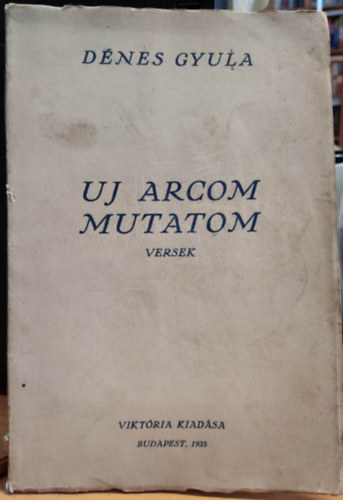 DÉNES GYULA
UJ ARCOM
MUTATOM
VERSEK
VIKTÓRIA KIADÁSA
BUDAPEST, 1935